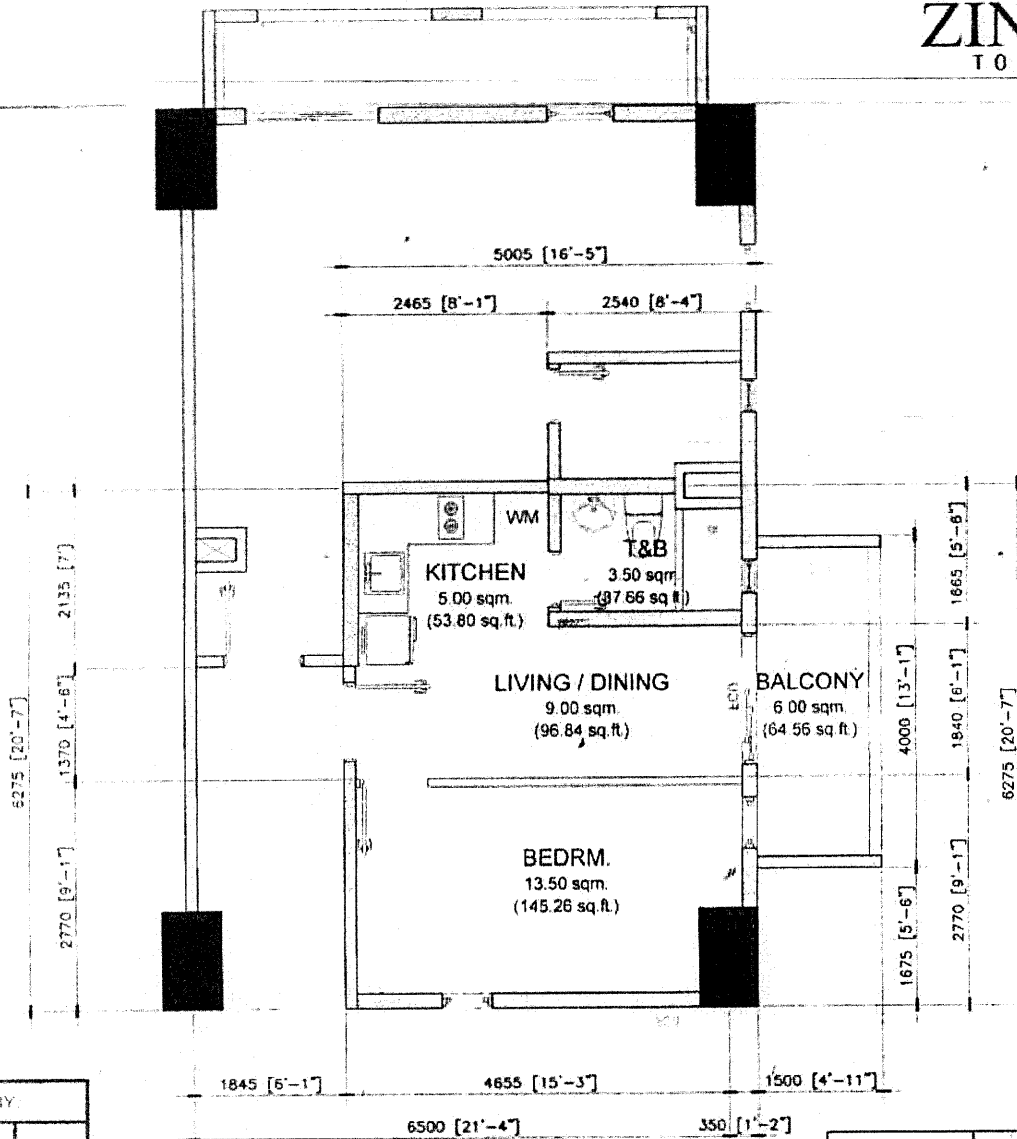 ZIN
TO
5005 [16'-5"]
2465 [8'-1"]
2540 [8'-4"]
WM
KITCHEN
5.00 sqm.
(53.80 sq.ft.)
T&B
3.50 sqm
(37.66 sq ft.)
LIVING / DINING
9.00 sqm.
(96.84 sq.ft.)
BALCONY
6.00 sqm.
(64.56 sq.ft.)
BEDRM.
13.50 sqm.
(145.26 sq.ft.)
6275 [20'-7"]
2135 [7']
1370 [4'-6"]
2770 [9'-1"]
4000 [13'-1"]
1675 [5'-6"]
1665 [5'-6"]
1840 [6'-1"]
2770 [9'-1"]
6275 [20'-7"]
1845 [6'-1"]
4655 [15'-3"]
1500 [4'-11"]
6500 [21'-4"]
350 [1'-2"]